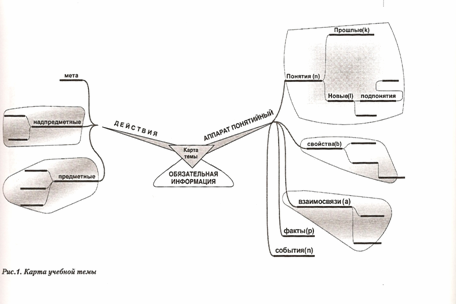 Прошлые(k)
Понятия (n)
Новые(l) подпонятия
мета
ДЕЙСТВИЯ
АППАРАТ ПОНЯТИЙНЫЙ
надпредметные
Карта
темы
свойства(b)
ОБЯЗАТЕЛЬНАЯ
ИНФОРМАЦИЯ
предметные
взаимосвязи (a)
факты(p)
события(n)
Рис.1. Карта учебной темы